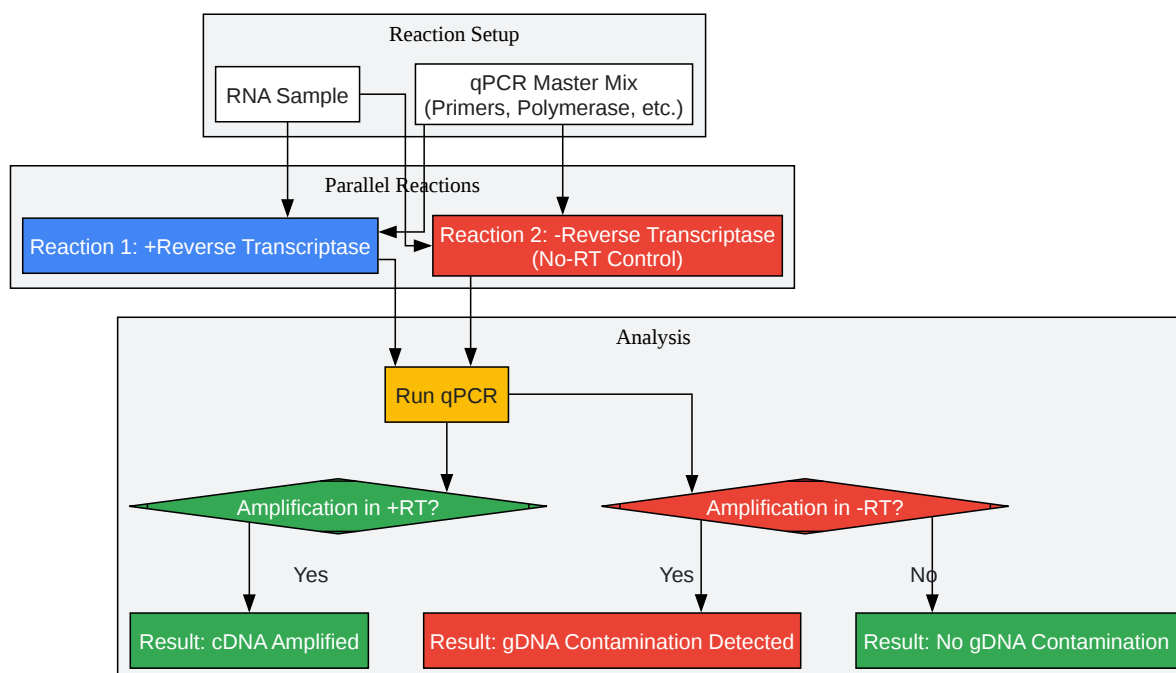 Reaction Setup
RNA Sample
qPCR Master Mix
(Primers, Polymerase, etc.)
Parallel Reactions
Reaction 1: +Reverse Transcriptase
Reaction 2: -Reverse Transcriptase
(No-RT Control)
Analysis
Run qPCR
Amplification in +RT?
Amplification in -RT?
Yes
Yes
No
Result: cDNA Amplified
Result: gDNA Contamination Detected
Result: No gDNA Contamination